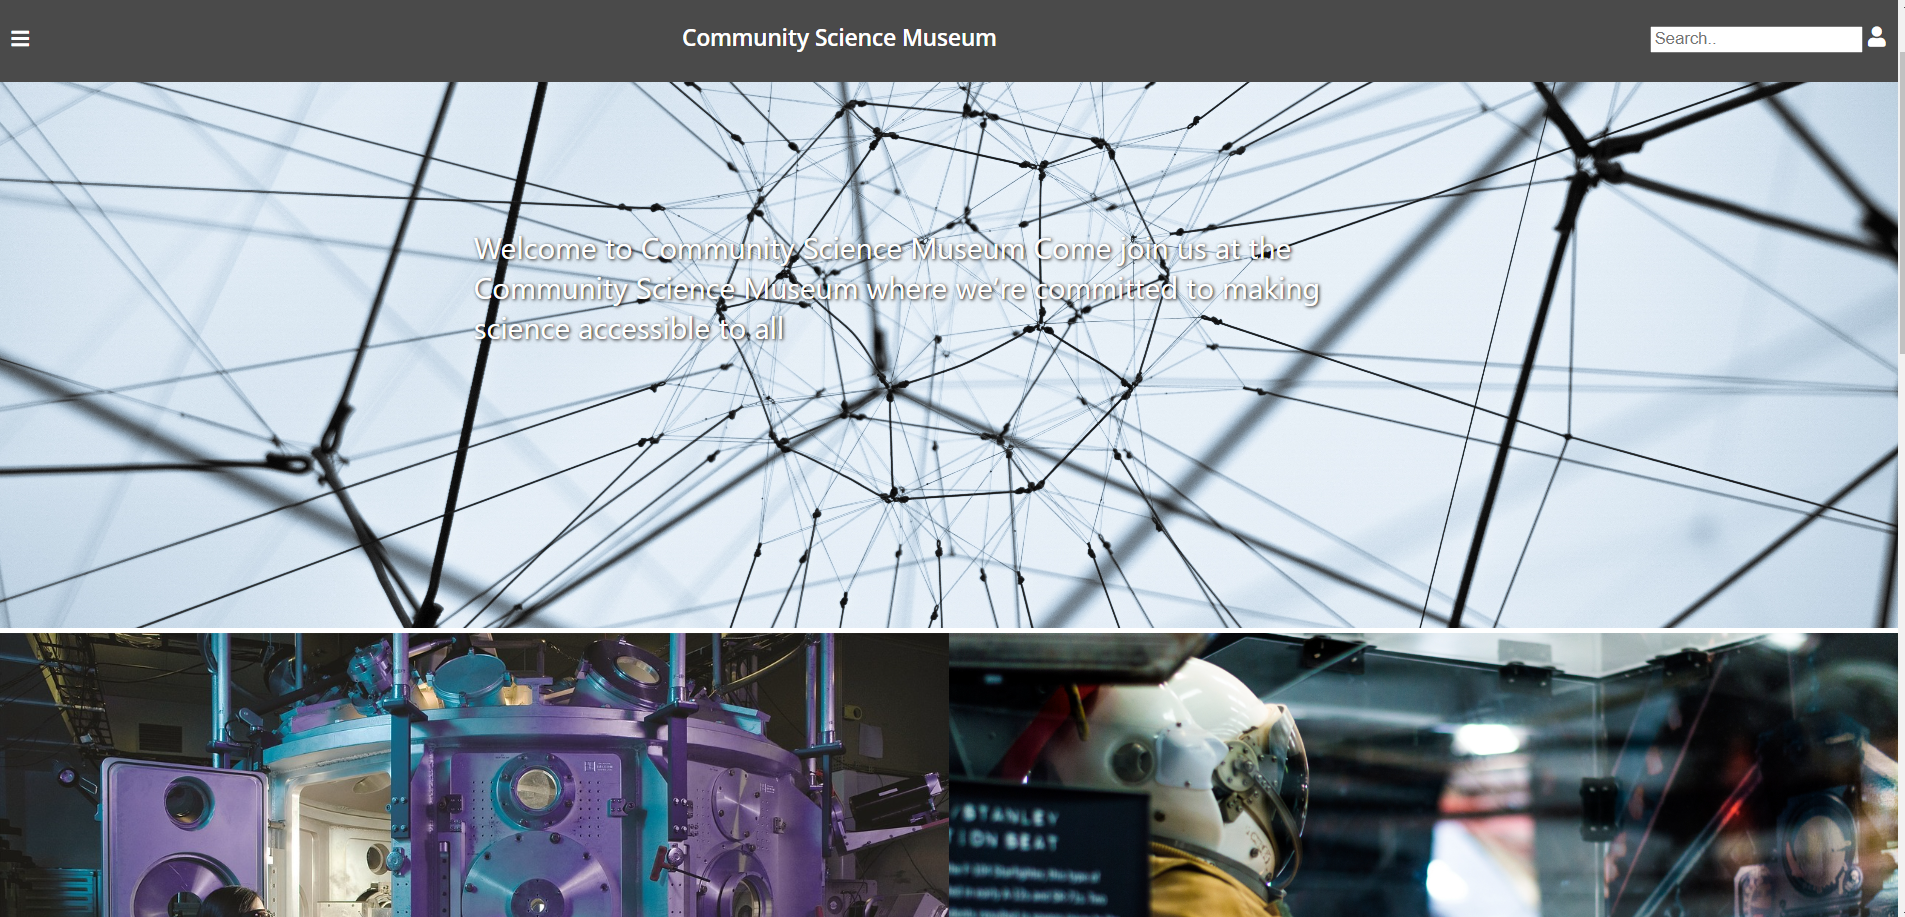 Community Science Museum
Search..
Welcome to Community Science Museum Come join us at the
Community Science Museum where we're committed to making
science accessible to all
/STANLEY
ION BEAT